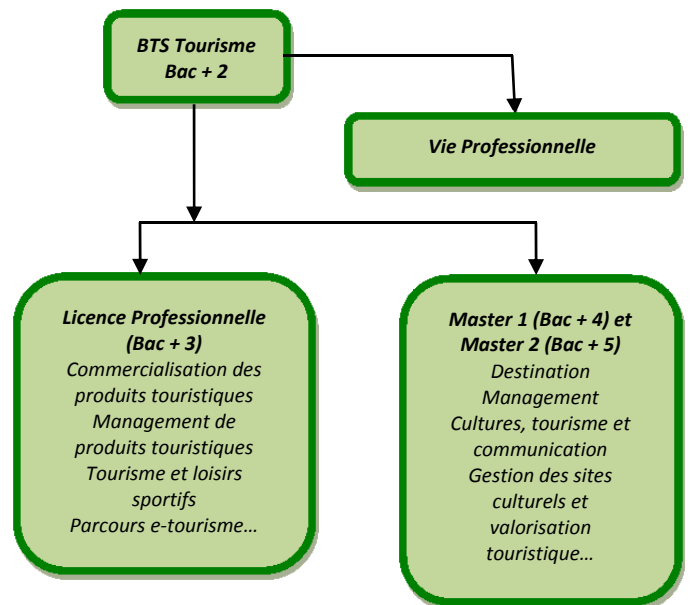 BTS Tourisme
Bac + 2
Vie Professionnelle
Licence Professionnelle
(Bac + 3)
Commercialisation des
produits touristiques
Management de
produits touristiques
Tourisme et loisirs
sportifs
Parcours e-tourisme…
Master 1 (Bac + 4) et
Master 2 (Bac + 5)
Destination
Management
Cultures, tourisme et
communication
Gestion des sites
culturels et
valorisation
touristique…